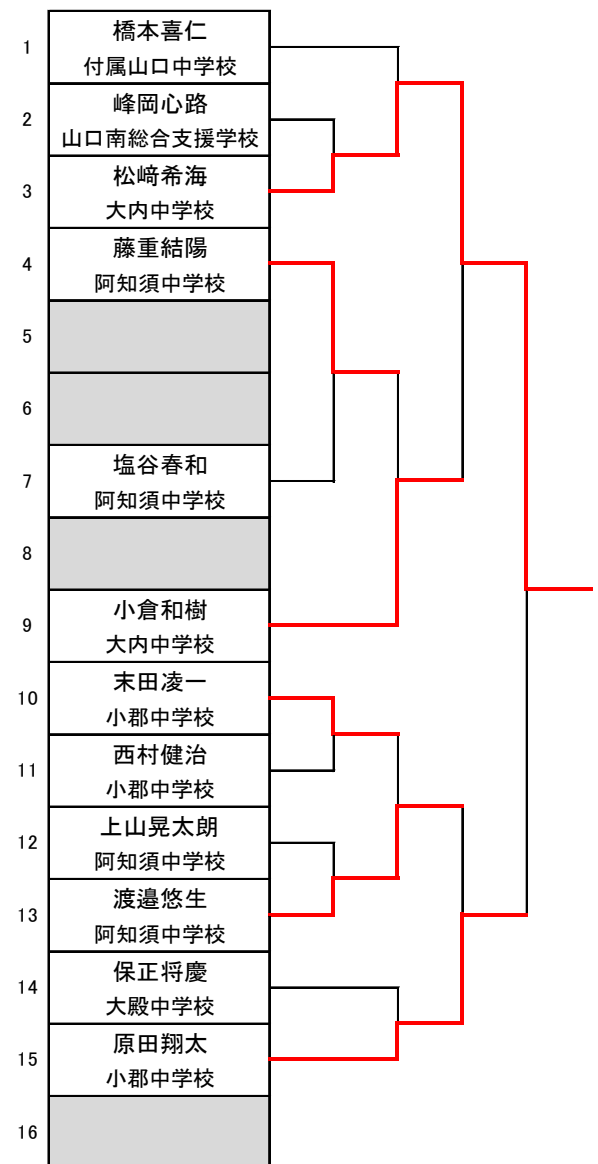 1
橋本喜仁
付属山口中学校
2
峰岡心路
山口南総合支援学校
3
松﨑希海
大内中学校
4
藤重結陽
阿知須中学校
5
6
7
塩谷春和
阿知須中学校
8
9
小倉和樹
大内中学校
10
末田凌一
小郡中学校
11
西村健治
小郡中学校
12
上山晃太朗
阿知須中学校
13
渡邉悠生
阿知須中学校
14
保正将慶
大殿中学校
15
原田翔太
小郡中学校
16